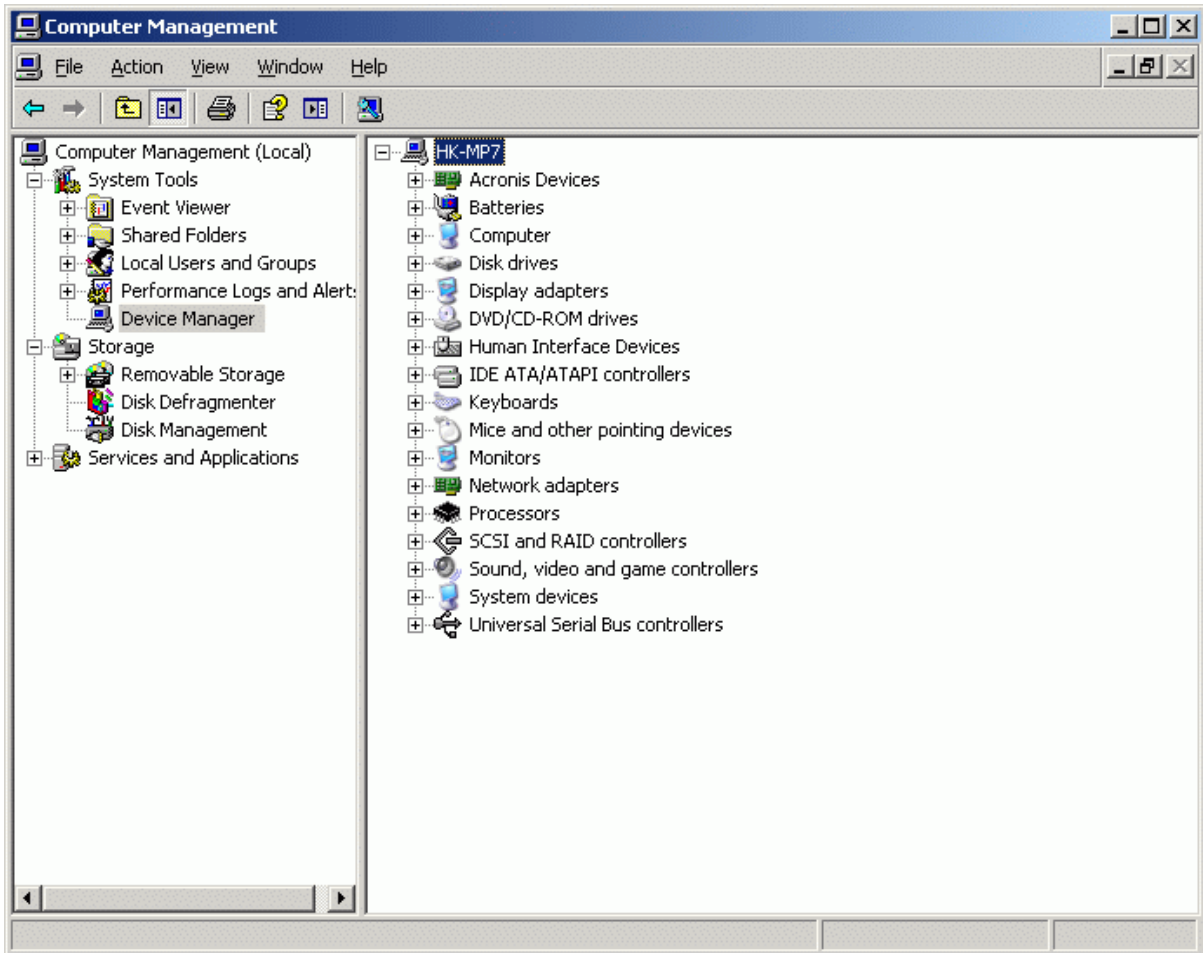 Computer Management
File Action View Window Help
Computer Management (Local)
System Tools
Event Viewer
Shared Folders
Local Users and Groups
Performance Logs and Alert
Device Manager
Storage
Removable Storage
Disk Defragmenter
Disk Management
Services and Applications
HK-MP7
Acronis Devices
Batteries
Computer
Disk drives
Display adapters
DVD/CD-ROM drives
Human Interface Devices
IDE ATA/ATAPI controllers
Keyboards
Mice and other pointing devices
Monitors
Network adapters
Processors
SCSI and RAID controllers
Sound, video and game controllers
System devices
Universal Serial Bus controllers